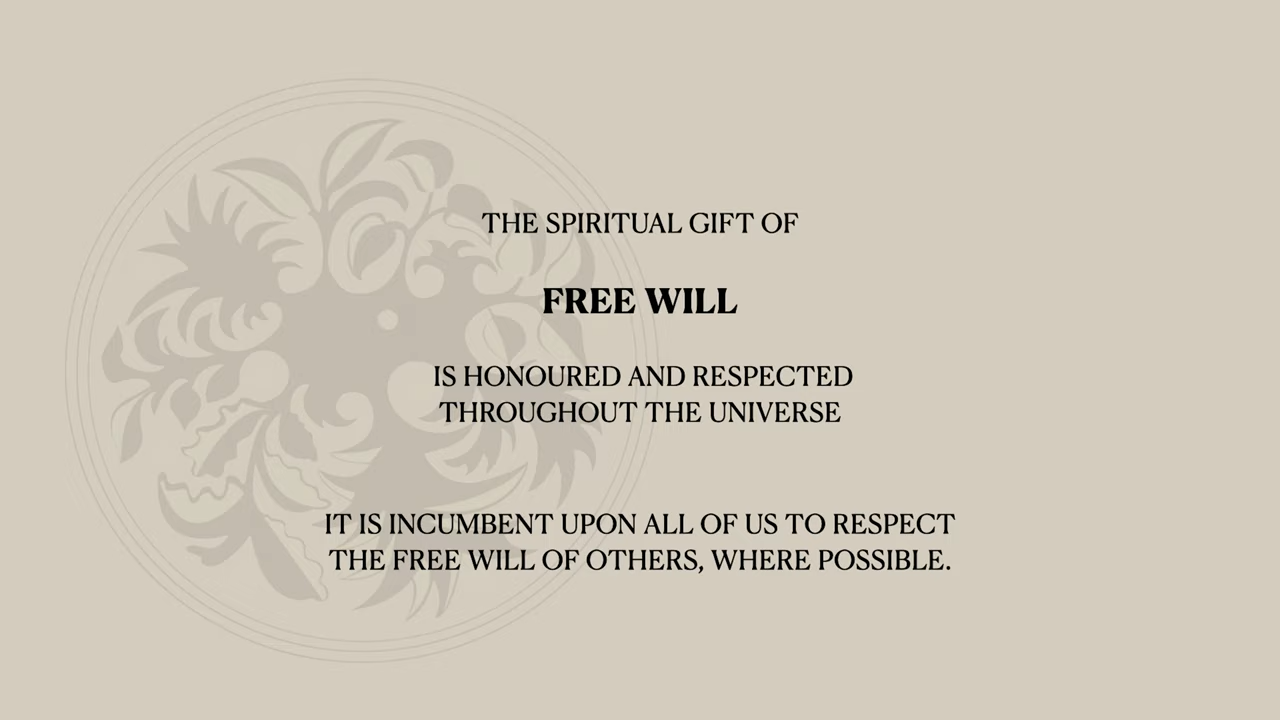 THE SPIRITUAL GIFT OF
FREE WILL
IS HONOURED AND RESPECTED
THROUGHOUT THE UNIVERSE
IT IS INCUMBENT UPON ALL OF US TO RESPECT
THE FREE WILL OF OTHERS, WHERE POSSIBLE.